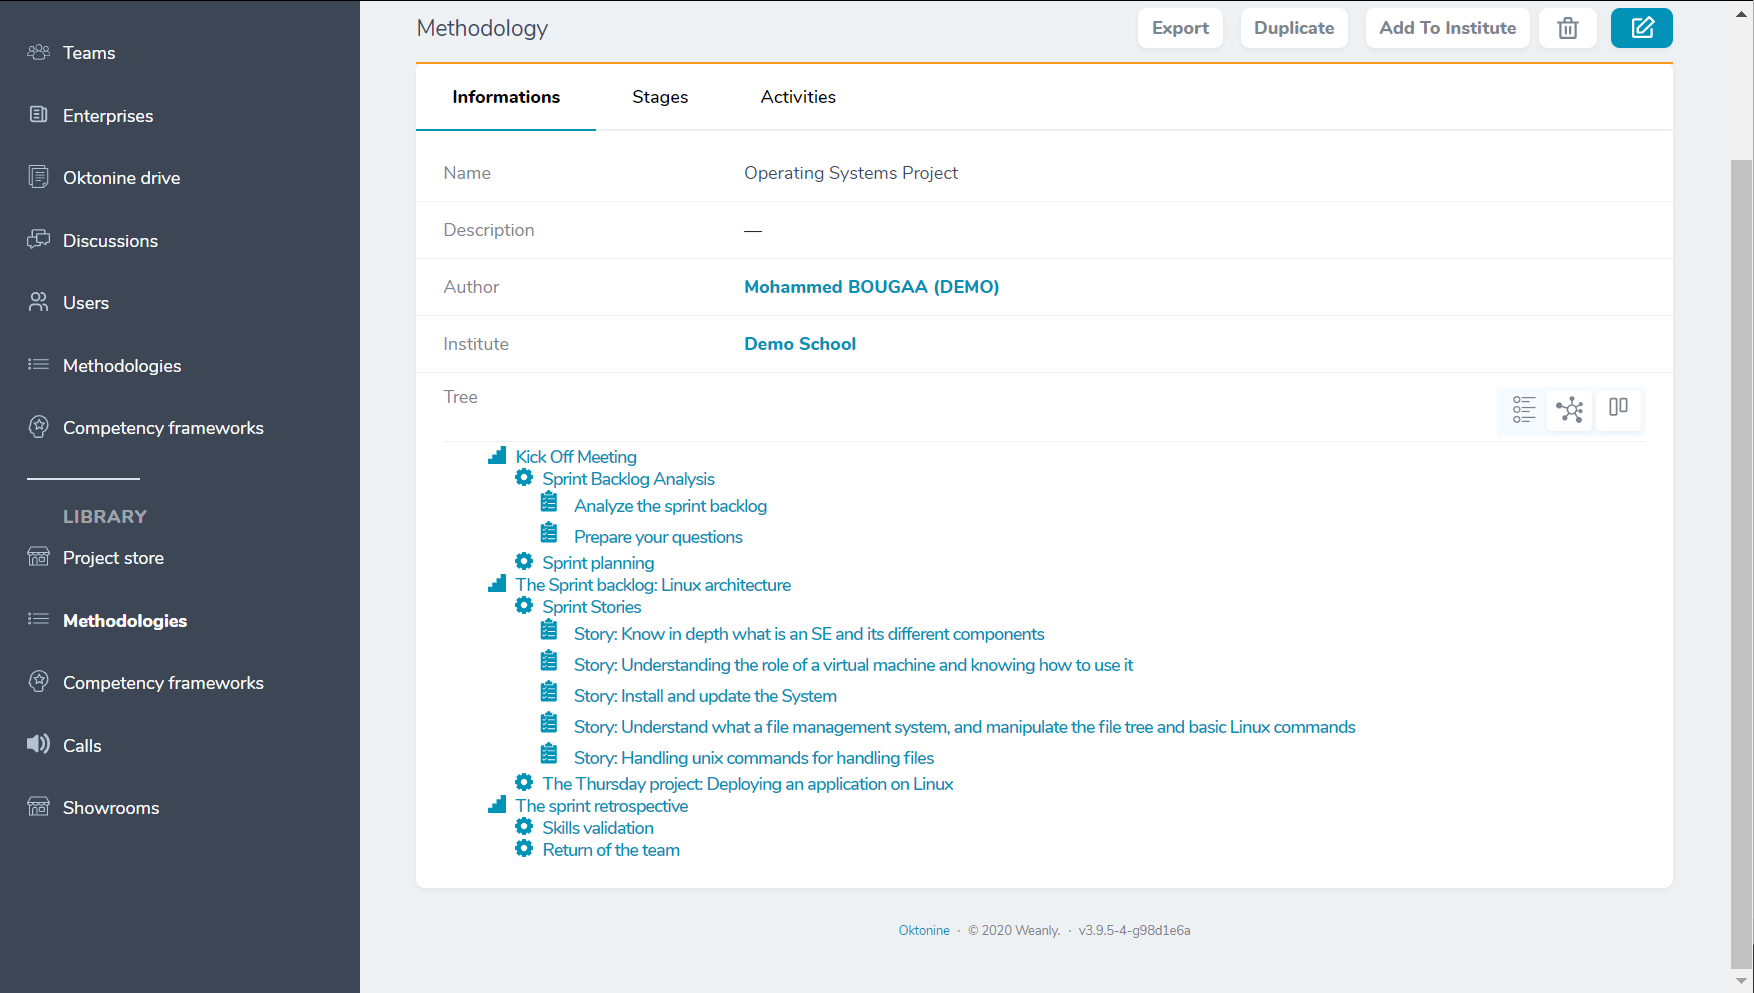 Teams
Enterprises
Oktonine drive
Discussions
Users
Methodologies
Competency frameworks
LIBRARY
Project store
Methodologies
Competency frameworks
Calls
Showrooms
Methodology
Export Duplicate Add To Institute
Informations Stages Activities
Name Operating Systems Project
Description —
Author Mohammed BOUGAA (DEMO)
Institute Demo School
Tree
Kick Off Meeting
Sprint Backlog Analysis
Analyze the sprint backlog
Prepare your questions
Sprint planning
The Sprint backlog: Linux architecture
Sprint Stories
Story: Know in depth what is an SE and its different components
Story: Understanding the role of a virtual machine and knowing how to use it
Story: Install and update the System
Story: Understand what a file management system, and manipulate the file tree and basic Linux commands
Story: Handling unix commands for handling files
The Thursday project: Deploying an application on Linux
The sprint retrospective
Skills validation
Return of the team
Oktonine · © 2020 Weanly. · v3.9.5-4-g98d1e6a